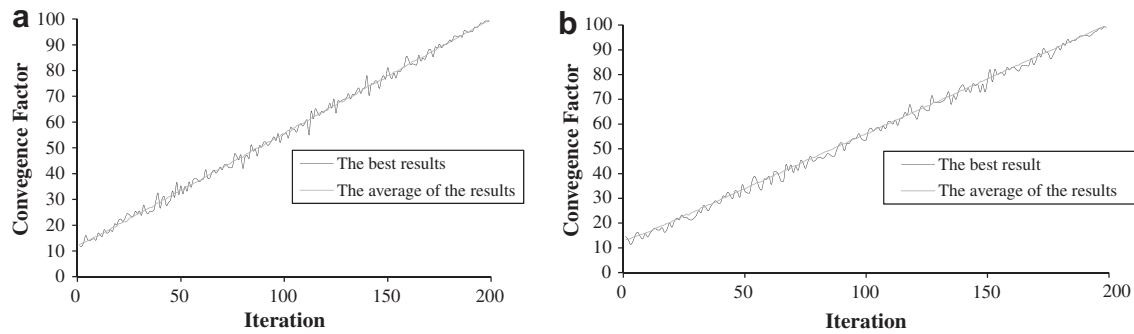 a
100
90
80
70
60
50
40
30
20
10
0
Convegence Factor
The best results
The average of the results
0 50 100 150 200
Iteration
b
100
90
80
70
60
50
40
30
20
10
0
Convegence Factor
The best result
The average of the results
0 50 100 150 200
Iteration